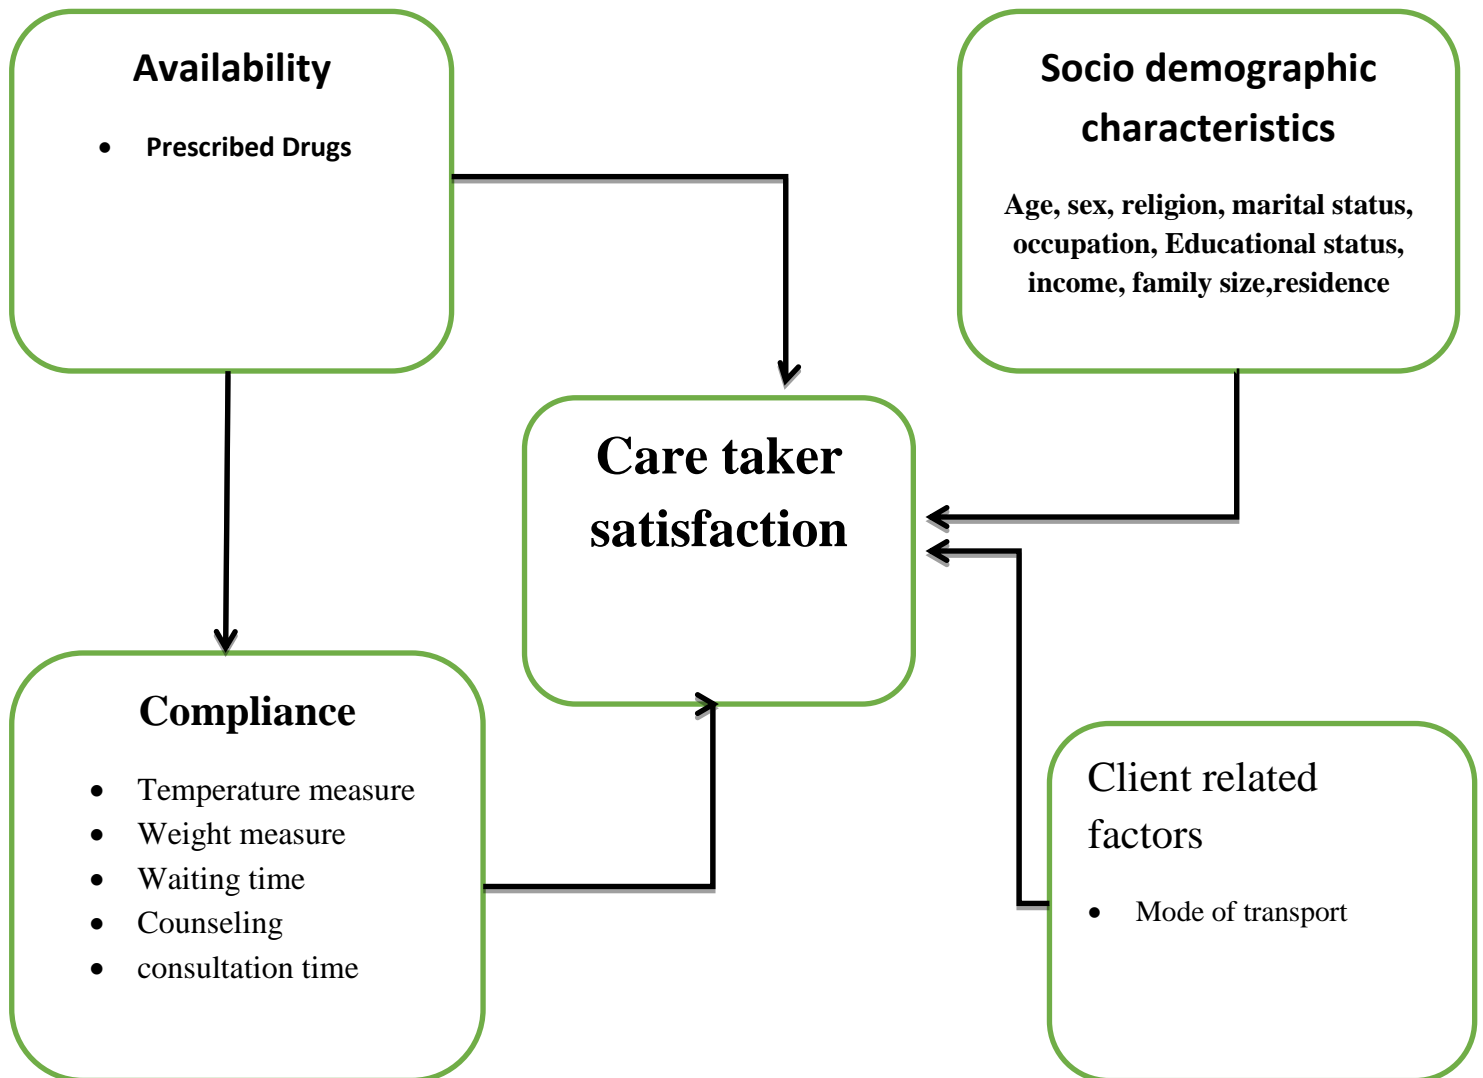 Availability
• Prescribed Drugs
Socio demographic
characteristics
Age, sex, religion, marital status,
occupation, Educational status,
income, family size,residence
Care taker
satisfaction
Compliance
• Temperature measure
• Weight measure
• Waiting time
• Counseling
• consultation time
Client related
factors
• Mode of transport